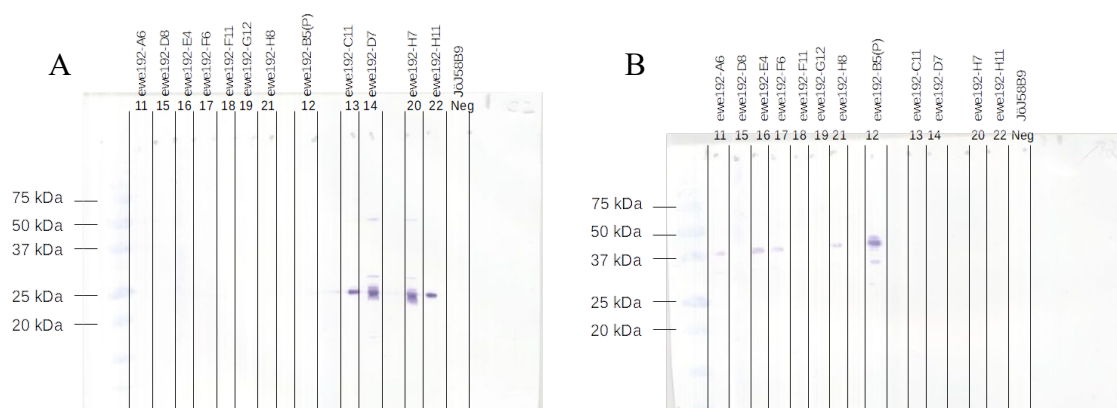 A
ewe192-A6
ewe192-D8
ewe192-E4
ewe192-F6
ewe192-F11
ewe192-G12
ewe192-H8
ewe192-B5(P)
ewe192-C11
ewe192-D7
ewe192-H7
ewe192-H11
JoJ58B9
11 15 16 17 18 19 21 12 13 14 20 22 Neg
75 kDa
50 kDa
37 kDa
25 kDa
20 kDa
B
ewe192-A6
ewe192-D8
ewe192-E4
ewe192-F6
ewe192-F11
ewe192-G12
ewe192-H8
ewe192-B5(P)
ewe192-C11
ewe192-D7
ewe192-H7
ewe192-H11
JoJ58B9
11 15 16 17 18 19 21 12 13 14 20 22 Neg
75 kDa
50 kDa
37 kDa
25 kDa
20 kDa